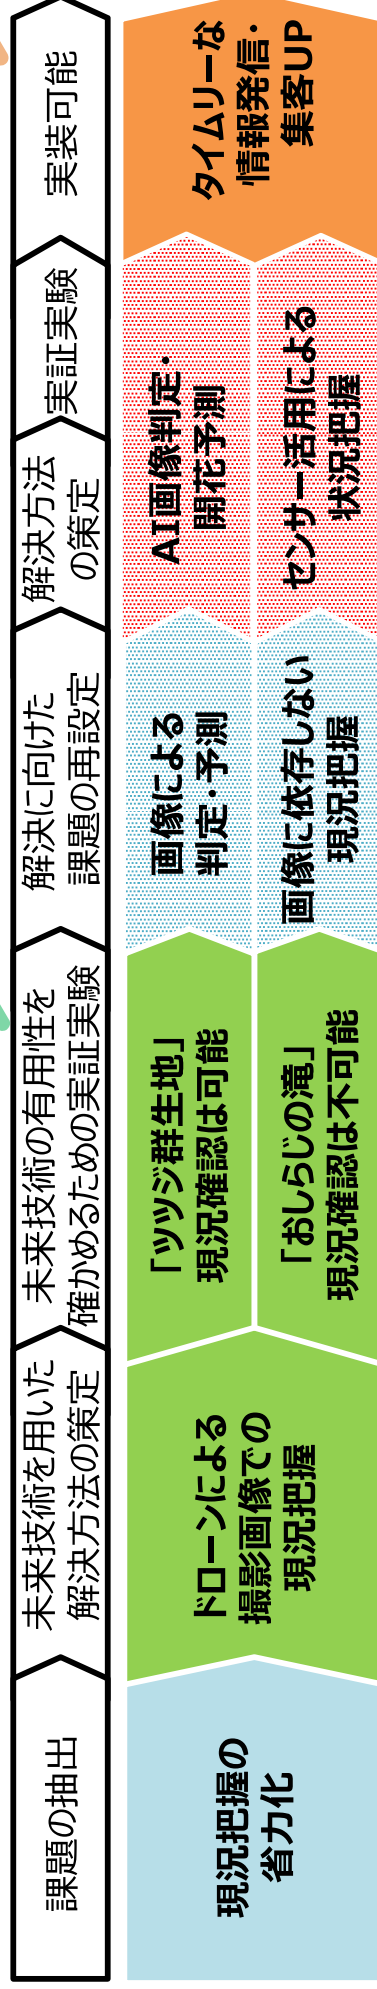 課題の抽出
未来技術を用いた
解決方法の策定
未来技術の有用性を
確かめるための実証実験
解決に向けた
課題の再設定
解決方法
の策定
実証実験
実装可能
現況把握の
省力化
ドローンによる
撮影画像での
現況把握
「ツツジ群生地」
現況確認は可能
画像による
判定・予測
AI画像判定・
開花予測
「おしらじの滝」
現況確認は不可能
画像に依存しない
現況把握
センサー活用による
状況把握
タイムリーな
情報発信・
集客UP